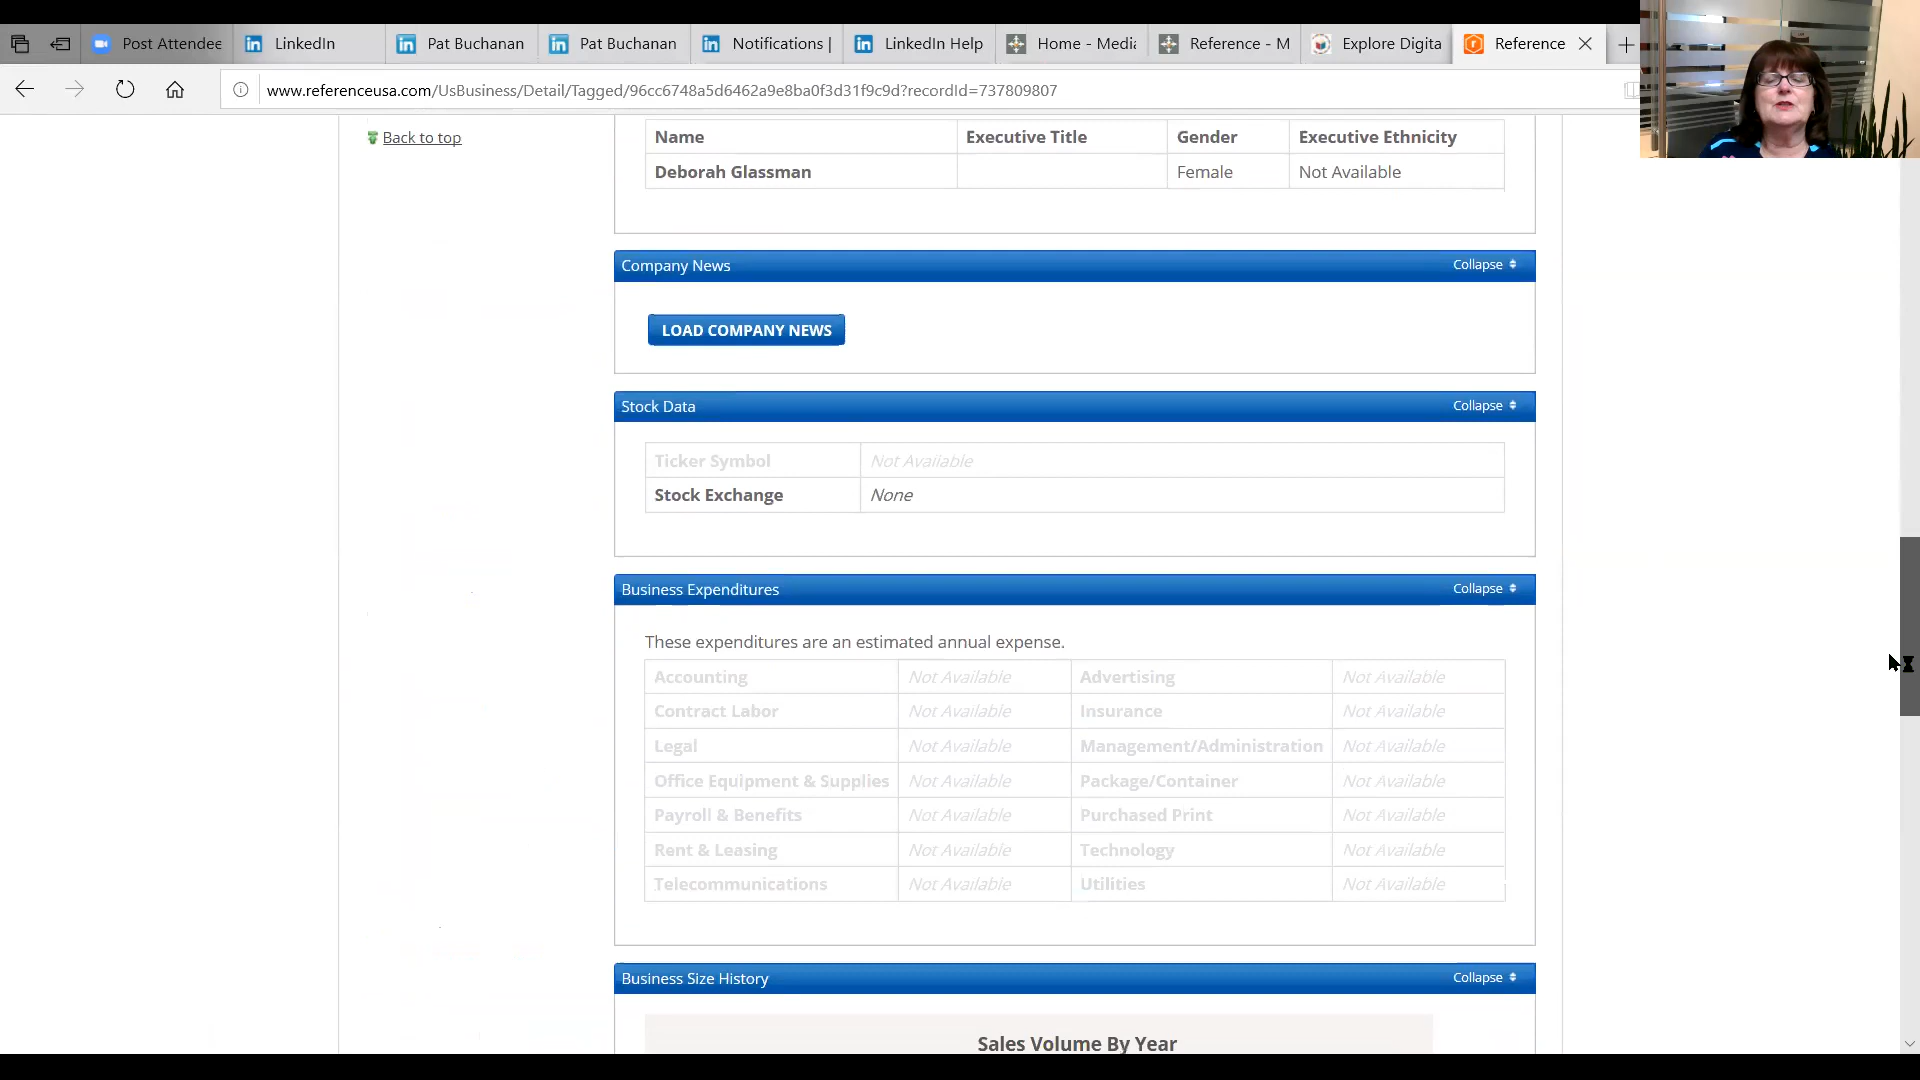 Post Attendee
LinkedIn
Pat Buchanan
Pat Buchanan
Notifications |
LinkedIn Help
Home - Media
Reference - M
Explore Digita
Reference
www.referenceusa.com/UsBusiness/Detail/Tagged/96cc6748a5d6462a9e8ba0f3d31f9c9d?recordId=737809807
Back to top
Name Executive Title Gender Executive Ethnicity
Deborah Glassman Female Not Available
Company News Collapse
LOAD COMPANY NEWS
Stock Data Collapse
Ticker Symbol Not Available
Stock Exchange None
Business Expenditures Collapse
These expenditures are an estimated annual expense.
Accounting Not Available Advertising Not Available
Contract Labor Not Available Insurance Not Available
Legal Not Available Management/Administration Not Available
Office Equipment & Supplies Not Available Package/Container Not Available
Payroll & Benefits Not Available Purchased Print Not Available
Rent & Leasing Not Available Technology Not Available
Telecommunications Not Available Utilities Not Available
Business Size History Collapse
Sales Volume By Year